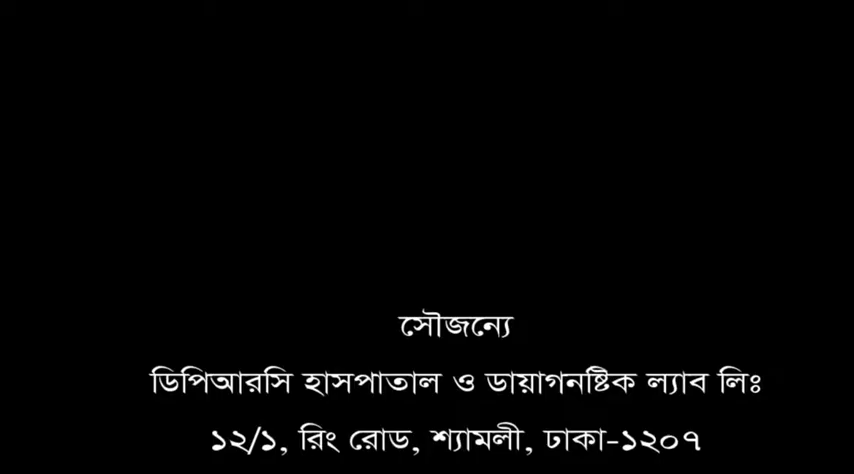 সৌজন্যে
ডিপিআরসি হাসপাতাল ও ডায়াগনষ্টিক ল্যাব লিঃ
১২/১, রিং রোড, শ্যামলী, ঢাকা-১২০৭